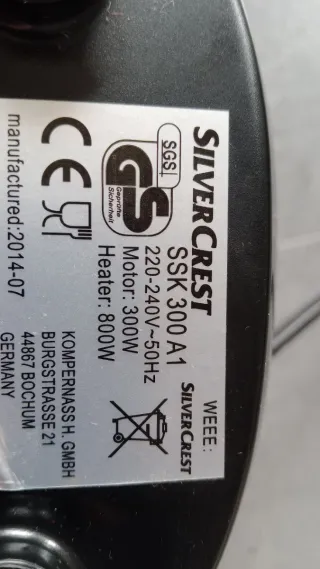 SILVERCREST
SSK 300 A1
220-240V~50Hz
Motor: 300W
Heater: 800W
SGS
GS
Geprüfte
Sicherheit
CE
manufactured:2014-07
WEEE:
SILVERCREST
KOMPERNASS H. GMBH
BURGSTRASSE 21
44867 BOCHUM
GERMANY